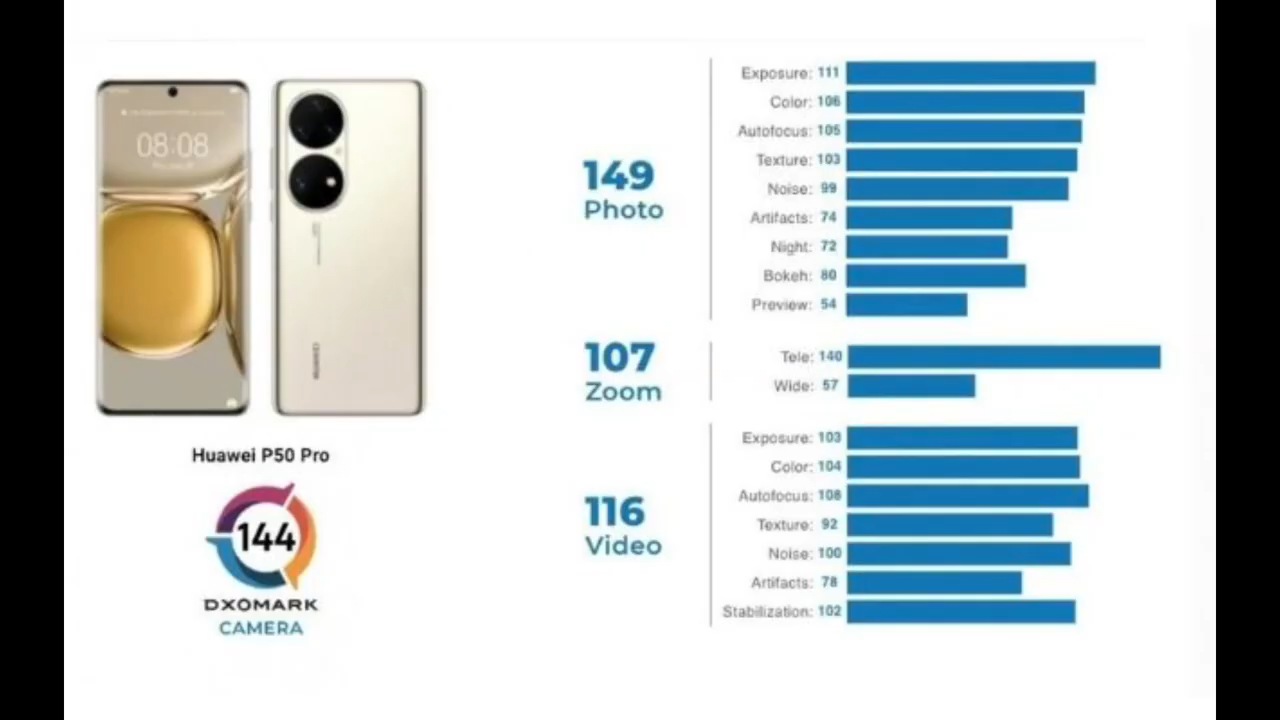 08:08
Huawei P50 Pro
144
DXOMARK
CAMERA
149
Photo
Exposure: 111
Color: 106
Autofocus: 105
Texture: 103
Noise: 99
Artifacts: 74
Night: 72
Bokeh: 80
Preview: 54
107
Zoom
Tele: 140
Wide: 57
116
Video
Exposure: 103
Color: 104
Autofocus: 108
Texture: 92
Noise: 100
Artifacts: 78
Stabilization: 102